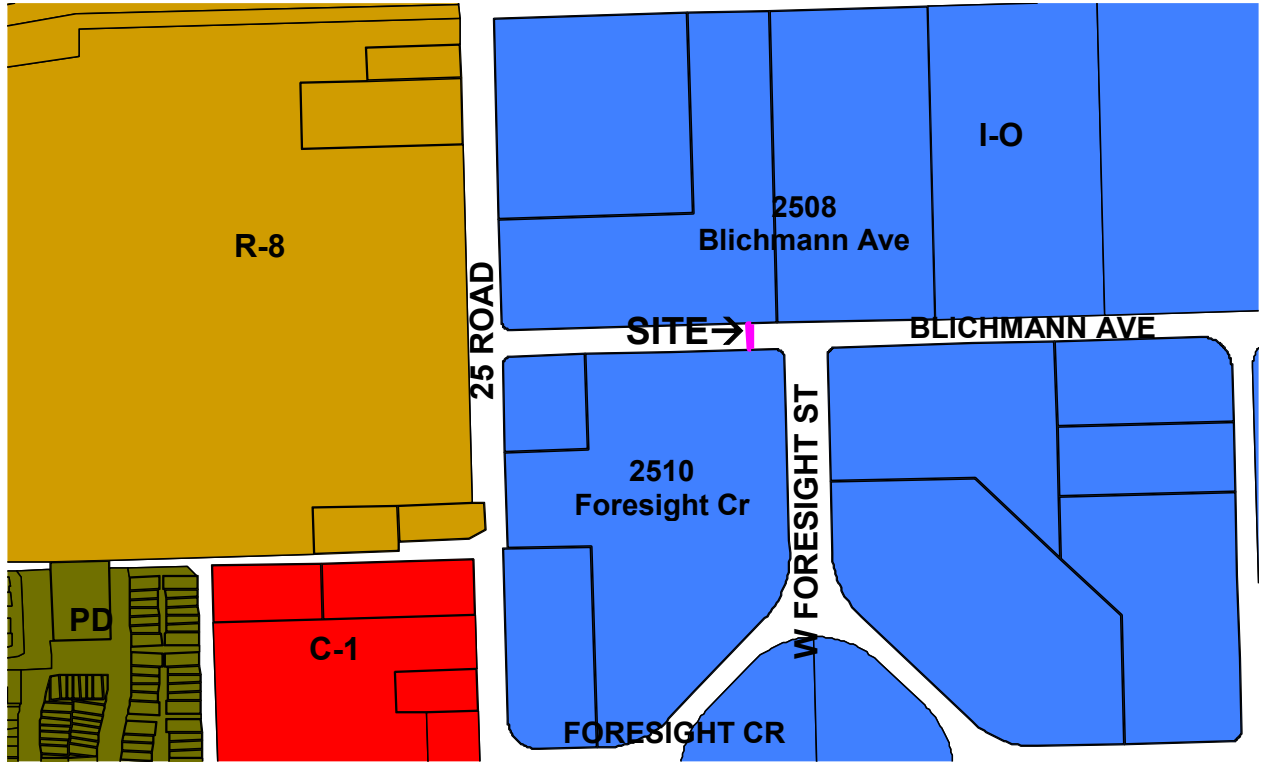 I-O
2508
Blichmann Ave
R-8
25 ROAD
SITE→
BLICHMANN AVE
2510
Foresight Cr
W FORESIGHT ST
PD
C-1
FORESIGHT CR